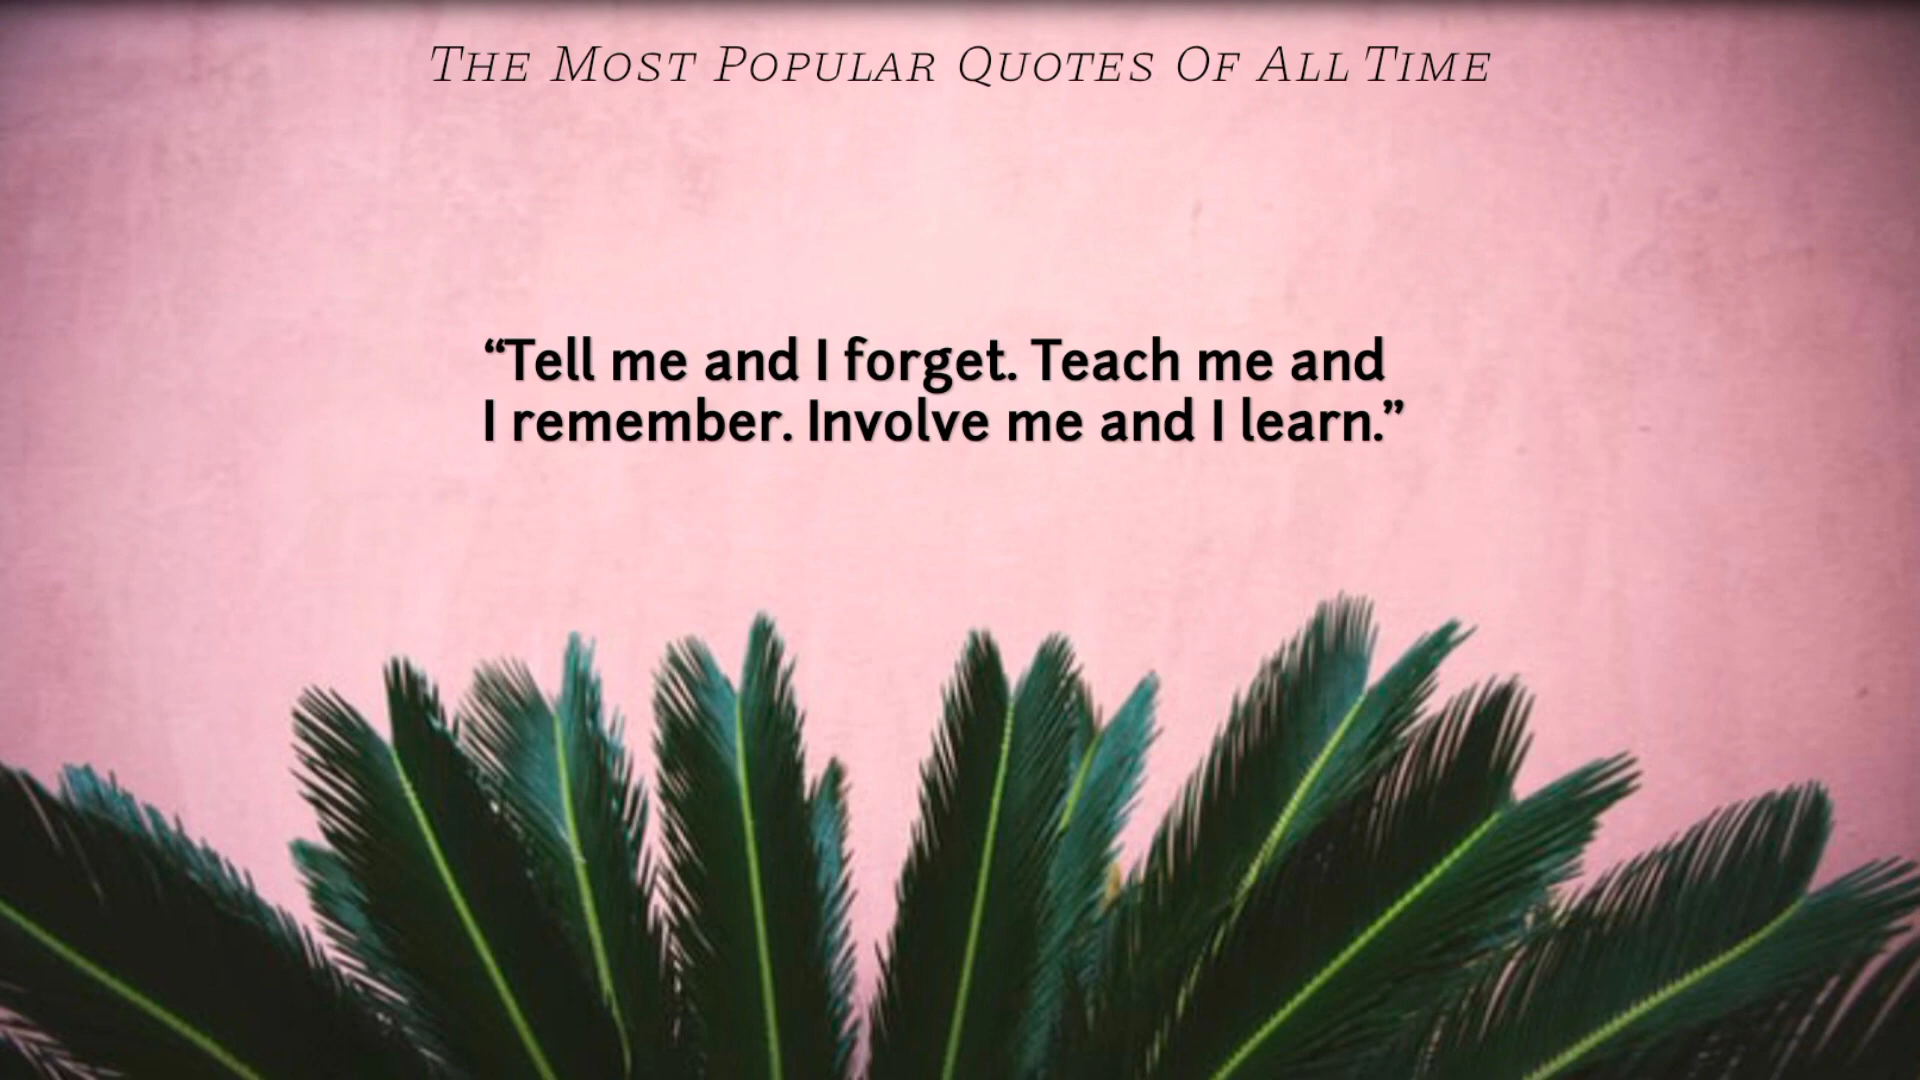 The Most Popular Quotes Of All Time
“Tell me and I forget. Teach me and
I remember. Involve me and I learn.”